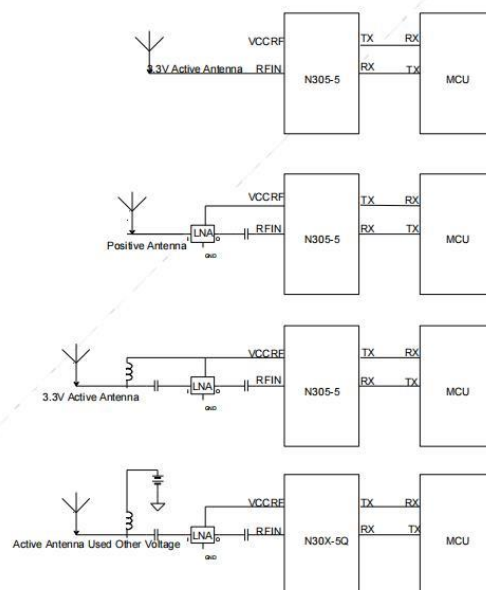 VCCRF TX RX
3.3V Active Antenna RFIN N305-5 RX TX MCU
VCCRF TX RX
Positive Antenna I LNA O RFIN N305-5 RX TX MCU
GND
VCCRF TX RX
3.3V Active Antenna I LNA O RFIN N305-5 RX TX MCU
GND
VCCRF TX RX
Active Antenna Used Other Voltage I LNA O RFIN N30X-5Q RX TX MCU
GND